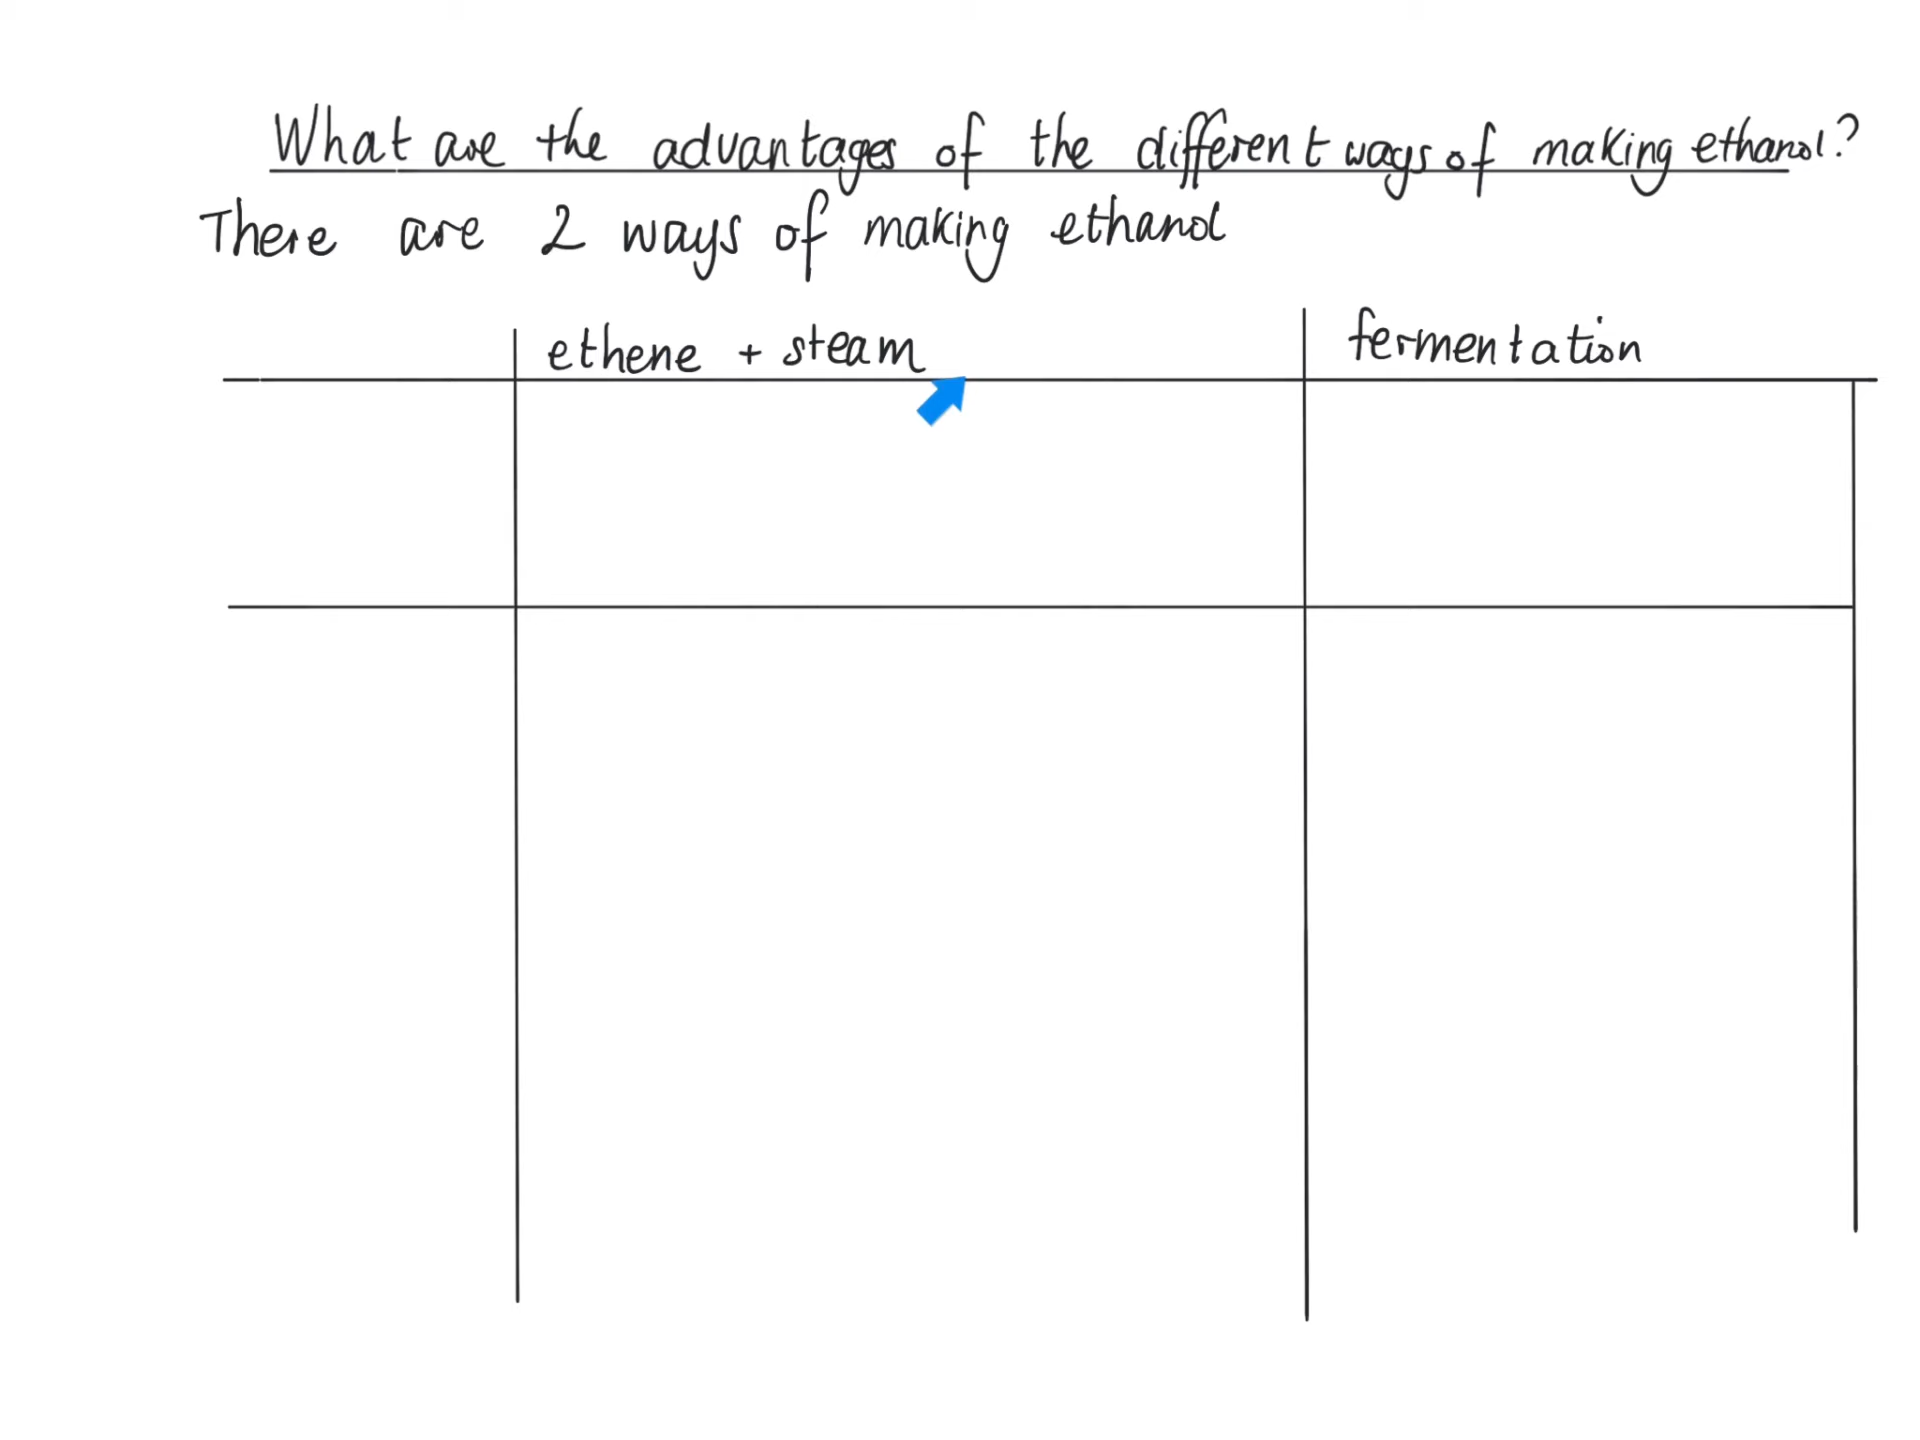 What are the advantages of the different ways of making ethanol?
There are 2 ways of making ethanol
ethene + steam
fermentation